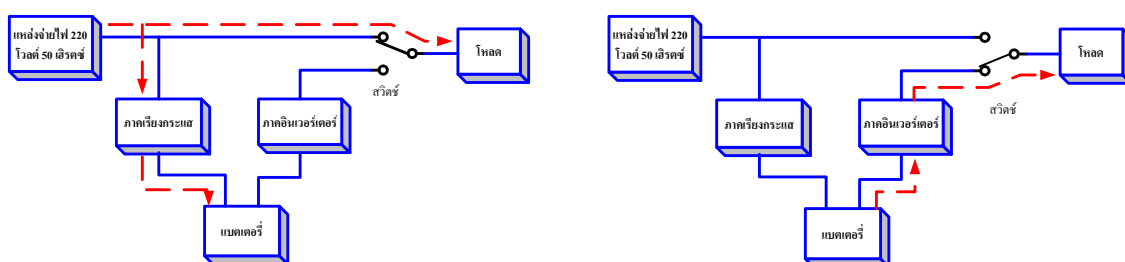 แหล่งจ่ายไฟ 220
โวลต์ 50 เฮิรตซ์
โหลด
สวิตช์
ภาคเรียงกระแส
ภาคอินเวอร์เตอร์
แบตเตอรี่
แหล่งจ่ายไฟ 220
โวลต์ 50 เฮิรตซ์
โหลด
สวิตช์
ภาคเรียงกระแส
ภาคอินเวอร์เตอร์
แบตเตอรี่